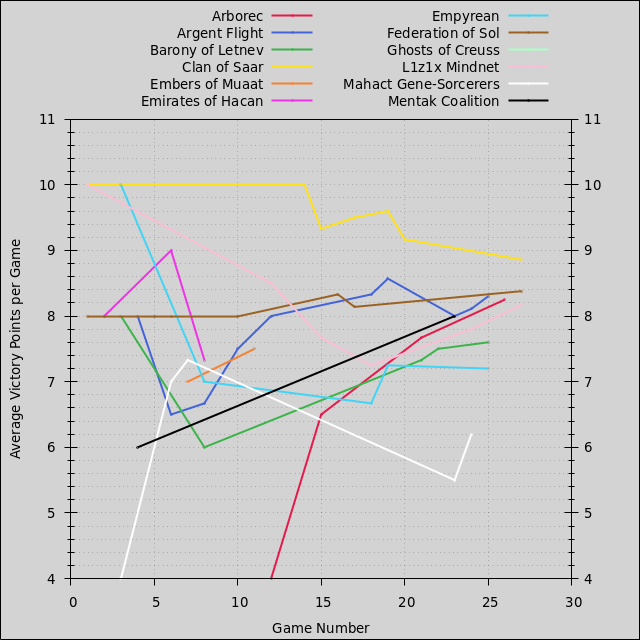 Arborec
Argent Flight
Barony of Letnev
Clan of Saar
Embers of Muaat
Emirates of Hacan
Empyrean
Federation of Sol
Ghosts of Creuss
L1z1x Mindnet
Mahact Gene-Sorcerers
Mentak Coalition
Average Victory Points per Game
11
10
9
8
7
6
5
4
11
10
9
8
7
6
5
4
0 5 10 15 20 25 30
Game Number